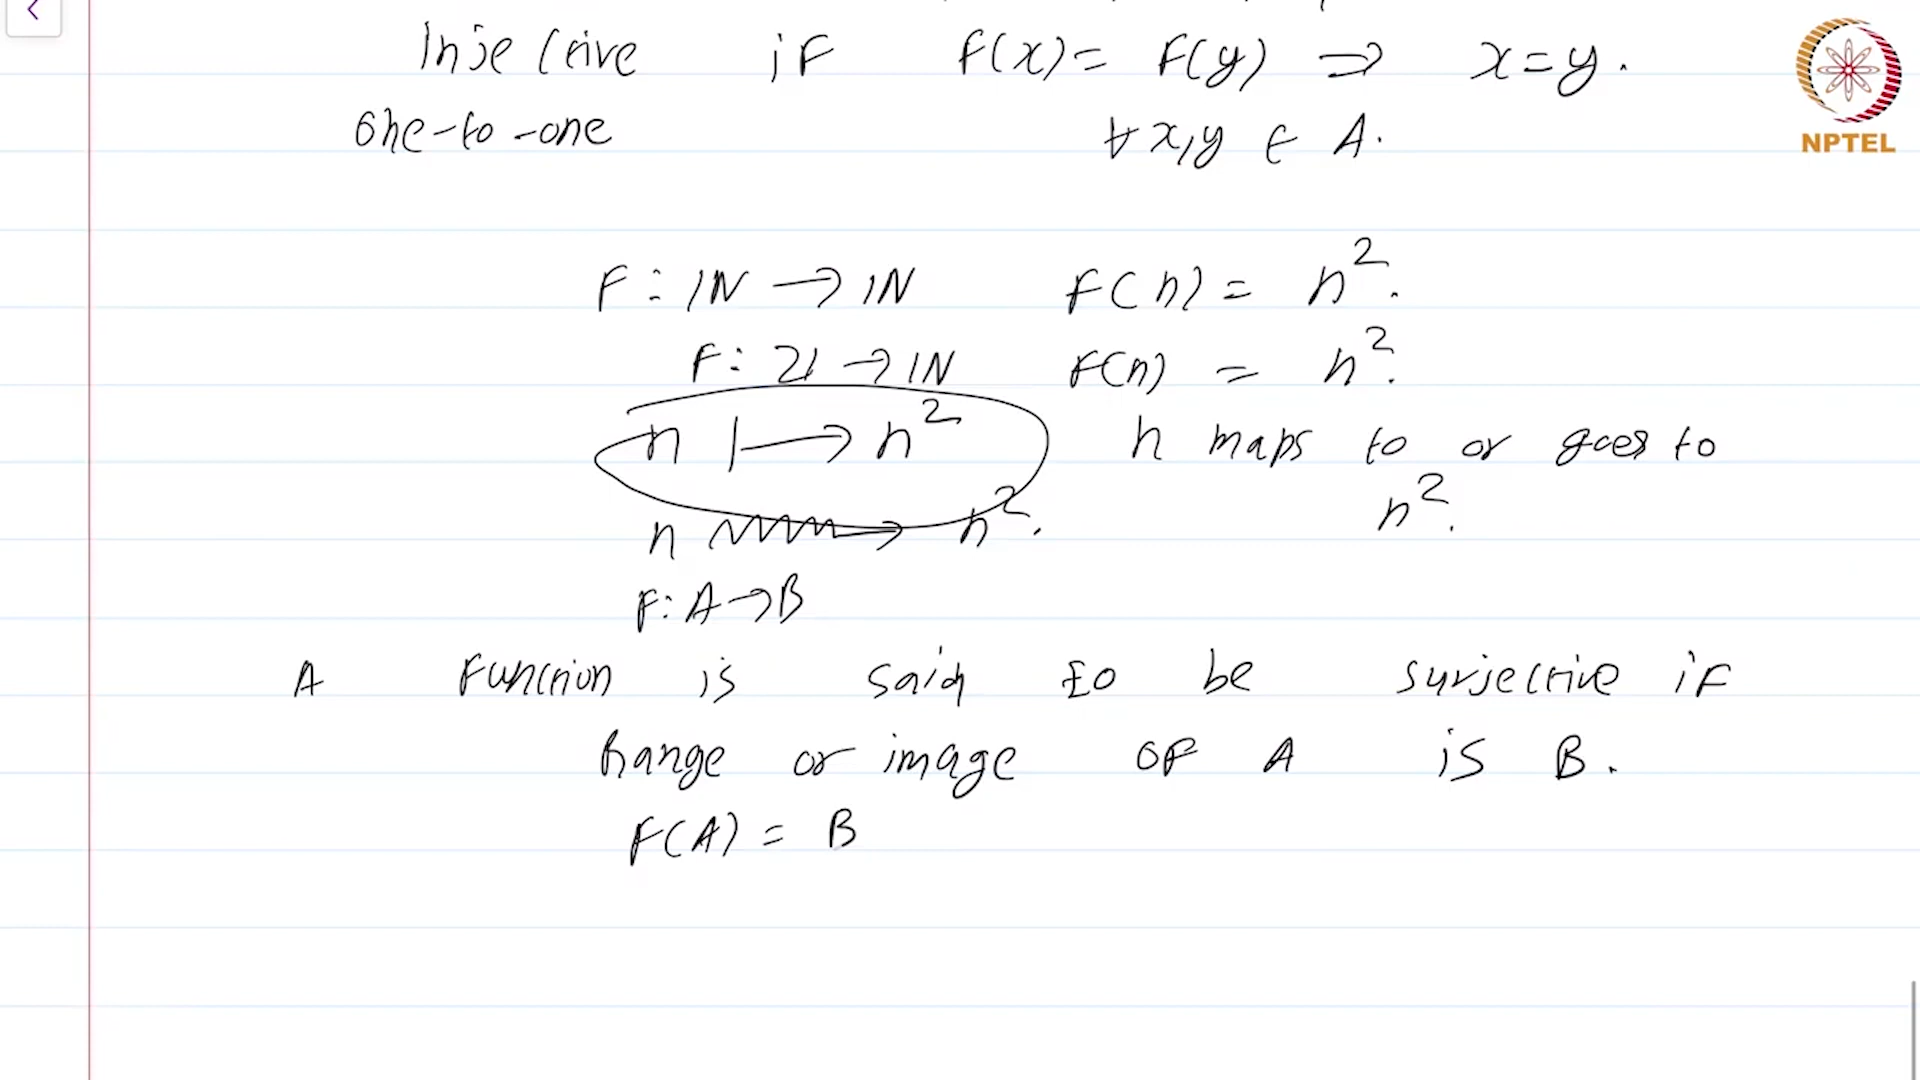 Injective if F(x) = F(y) ⇒ x = y.
One-to-one ∀ x, y ∈ A.
NPTEL
F : ℕ → ℕ F(n) = n².
F : ℤ → ℕ F(n) = n².
n ↦ n² n maps to or goes to
n².
n ⟿ n².
F : A → B
A function is said to be surjective if
Range or image of A is B.
F(A) = B